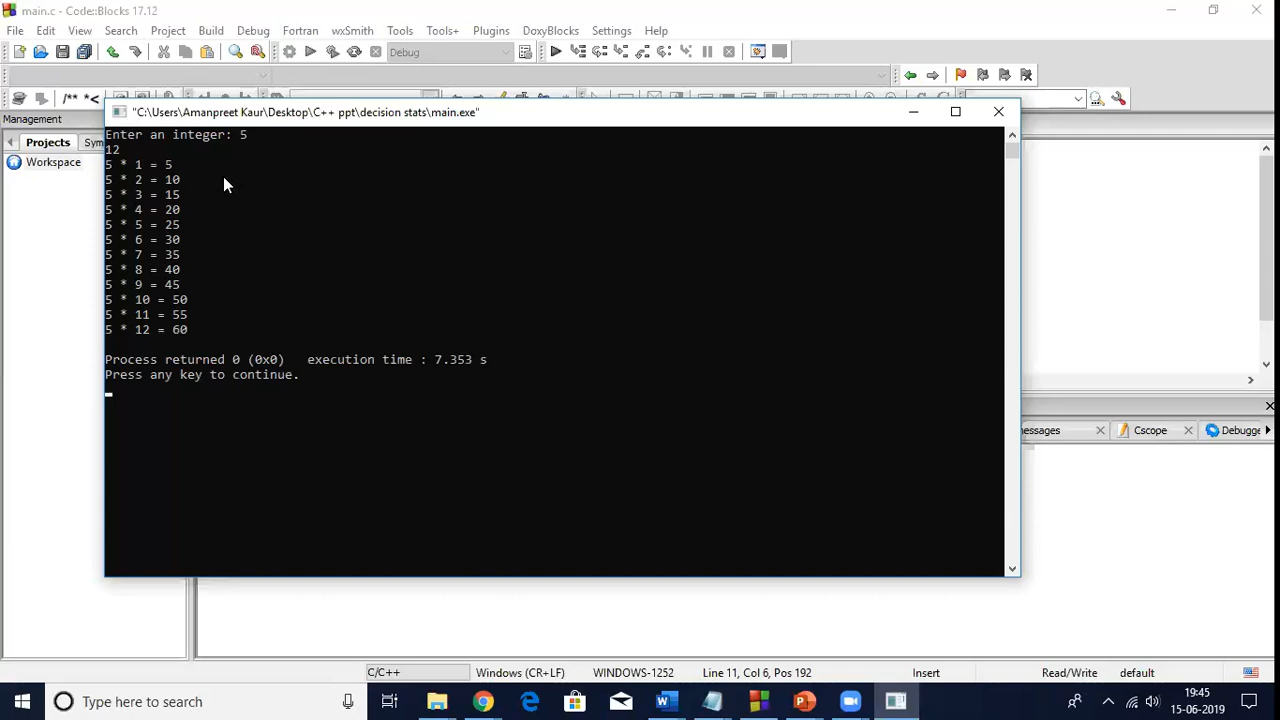 main.c - Code::Blocks 17.12
File Edit View Search Project Build Debug Fortran wxSmith Tools Tools+ Plugins DoxyBlocks Settings Help
Debug
/** *<
"C:\Users\Amanpreet Kaur\Desktop\C++ ppt\decision stats\main.exe"
Management
Projects Sym
Workspace
Enter an integer: 5
12
5 * 1 = 5
5 * 2 = 10
5 * 3 = 15
5 * 4 = 20
5 * 5 = 25
5 * 6 = 30
5 * 7 = 35
5 * 8 = 40
5 * 9 = 45
5 * 10 = 50
5 * 11 = 55
5 * 12 = 60
Process returned 0 (0x0) execution time : 7.353 s
Press any key to continue.
essages Cscope Debugge
C/C++ Windows (CR+LF) WINDOWS-1252 Line 11, Col 6, Pos 192 Insert Read/Write default
Type here to search
19:45
15-06-2019